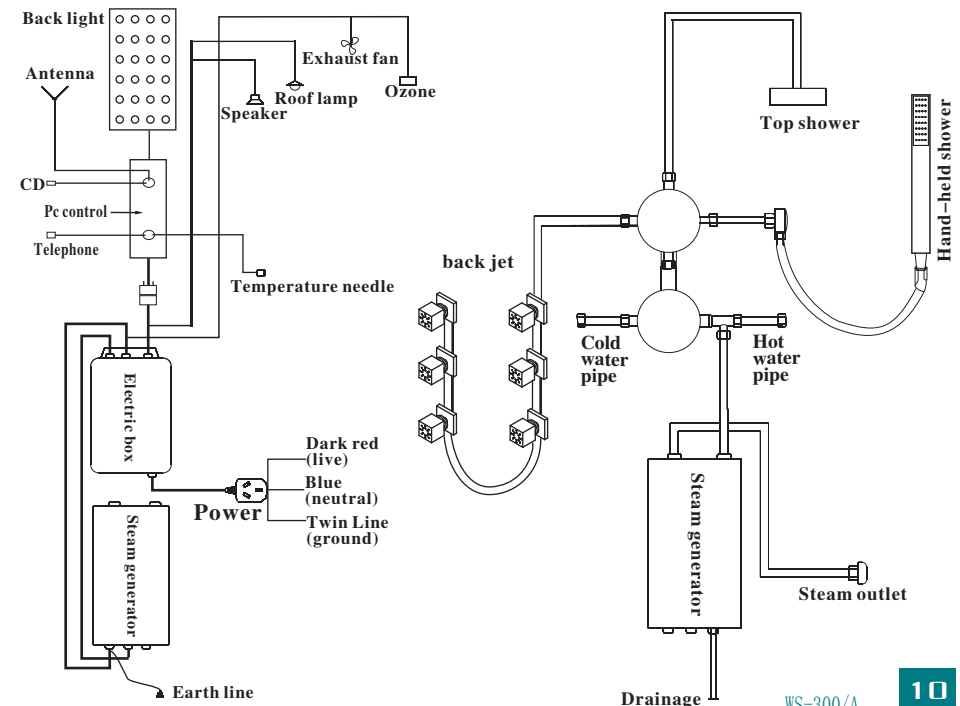 Back light
Antenna
Exhaust fan
Ozone
Roof lamp
Speaker
CD
Pc control
Telephone
Temperature needle
Electric box
Dark red
(live)
Blue
(neutral)
Twin Line
(ground)
Power
Steam generator
Earth line
Top shower
Hand-held shower
back jet
Cold
water
pipe
Hot
water
pipe
Steam generator
Steam outlet
Drainage
WS-300/A
10